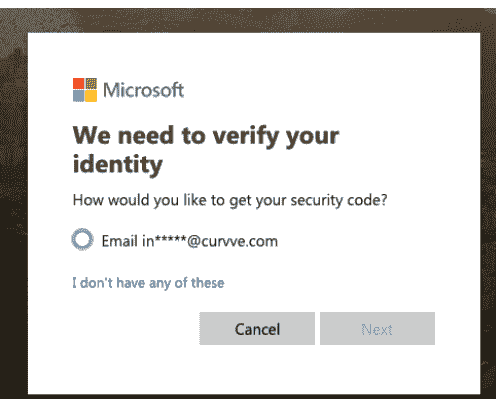 Microsoft
We need to verify your
identity
How would you like to get your security code?
Email in*****@curvve.com
I don't have any of these
Cancel
Next